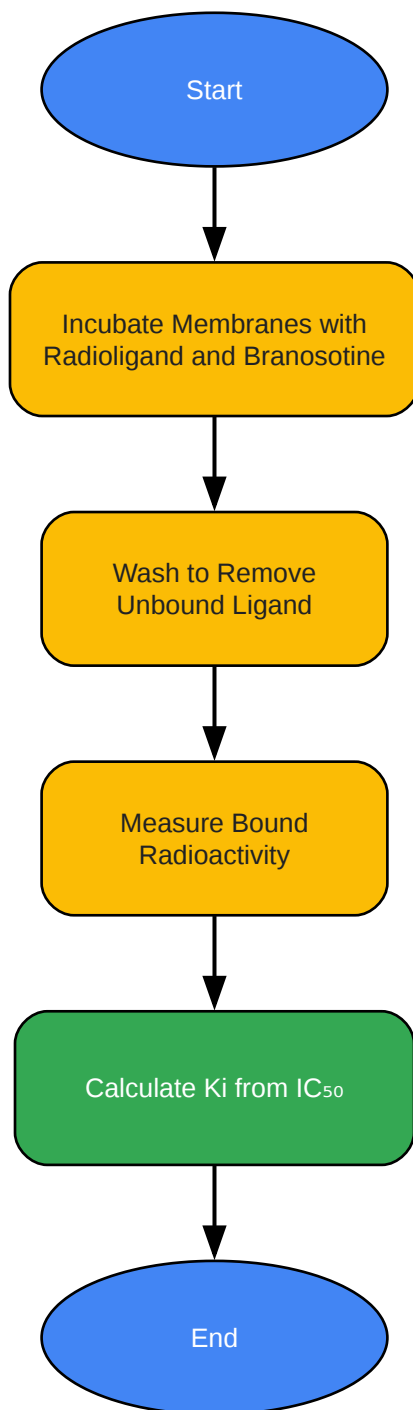 Start
Incubate Membranes with
Radioligand and Branosotine
Wash to Remove
Unbound Ligand
Measure Bound
Radioactivity
Calculate Ki from IC₅₀
End